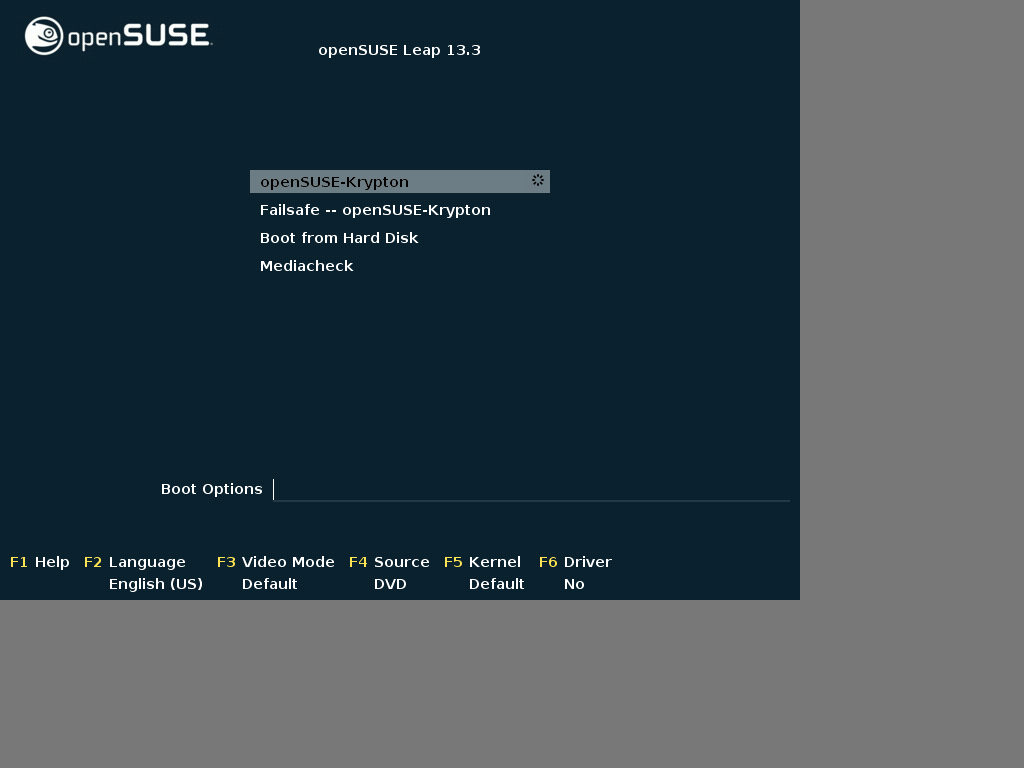 openSUSE
openSUSE Leap 13.3
openSUSE-Krypton
Failsafe -- openSUSE-Krypton
Boot from Hard Disk
Mediacheck
Boot Options
F1 Help F2 Language F3 Video Mode F4 Source F5 Kernel F6 Driver
English (US) Default DVD Default No